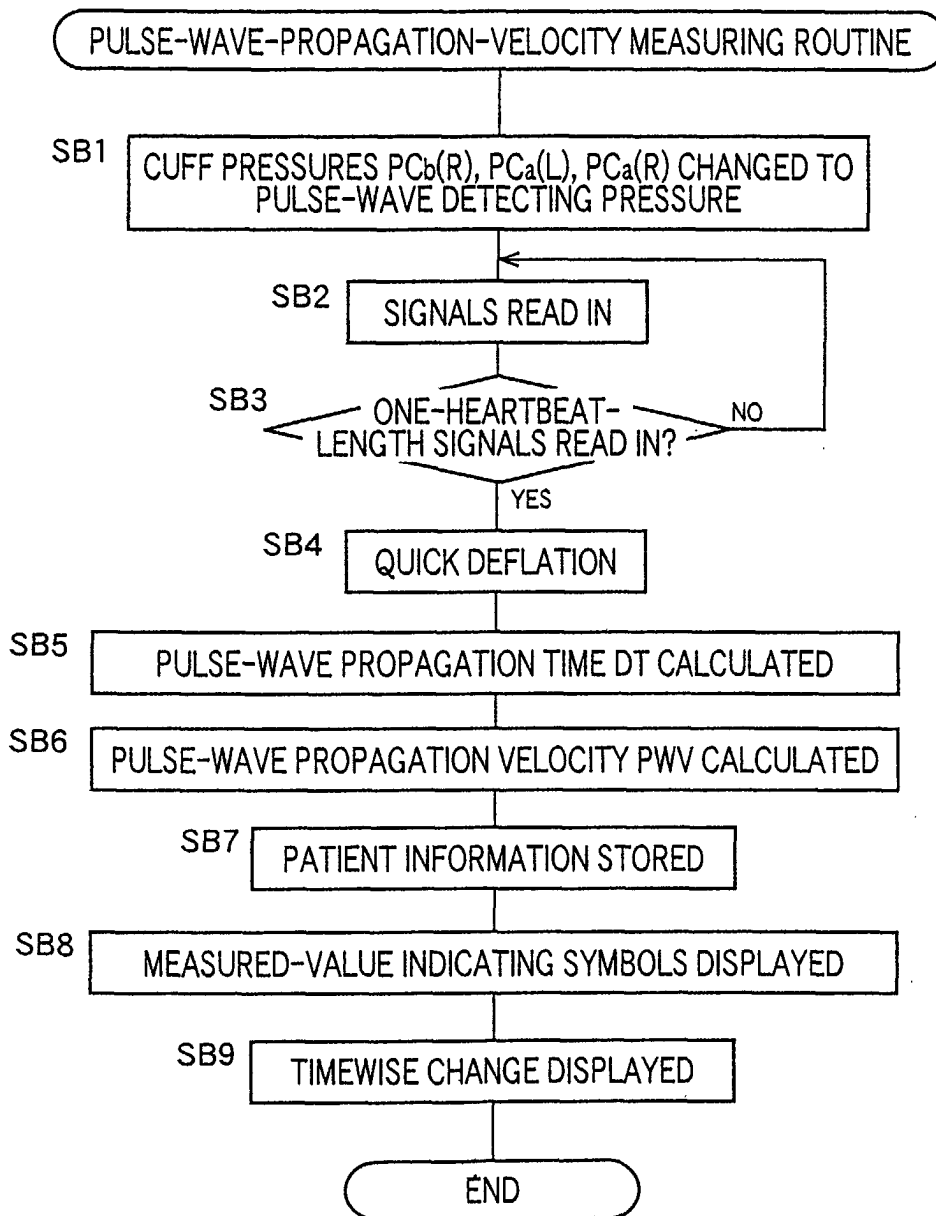 PULSE-WAVE-PROPAGATION-VELOCITY MEASURING ROUTINE
SB1
CUFF PRESSURES PCb(R), PCa(L), PCa(R) CHANGED TO
PULSE-WAVE DETECTING PRESSURE
SB2
SIGNALS READ IN
SB3
ONE-HEARTBEAT-
LENGTH SIGNALS READ IN?
NO
YES
SB4
QUICK DEFLATION
SB5
PULSE-WAVE PROPAGATION TIME DT CALCULATED
SB6
PULSE-WAVE PROPAGATION VELOCITY PWV CALCULATED
SB7
PATIENT INFORMATION STORED
SB8
MEASURED-VALUE INDICATING SYMBOLS DISPLAYED
SB9
TIMEWISE CHANGE DISPLAYED
END